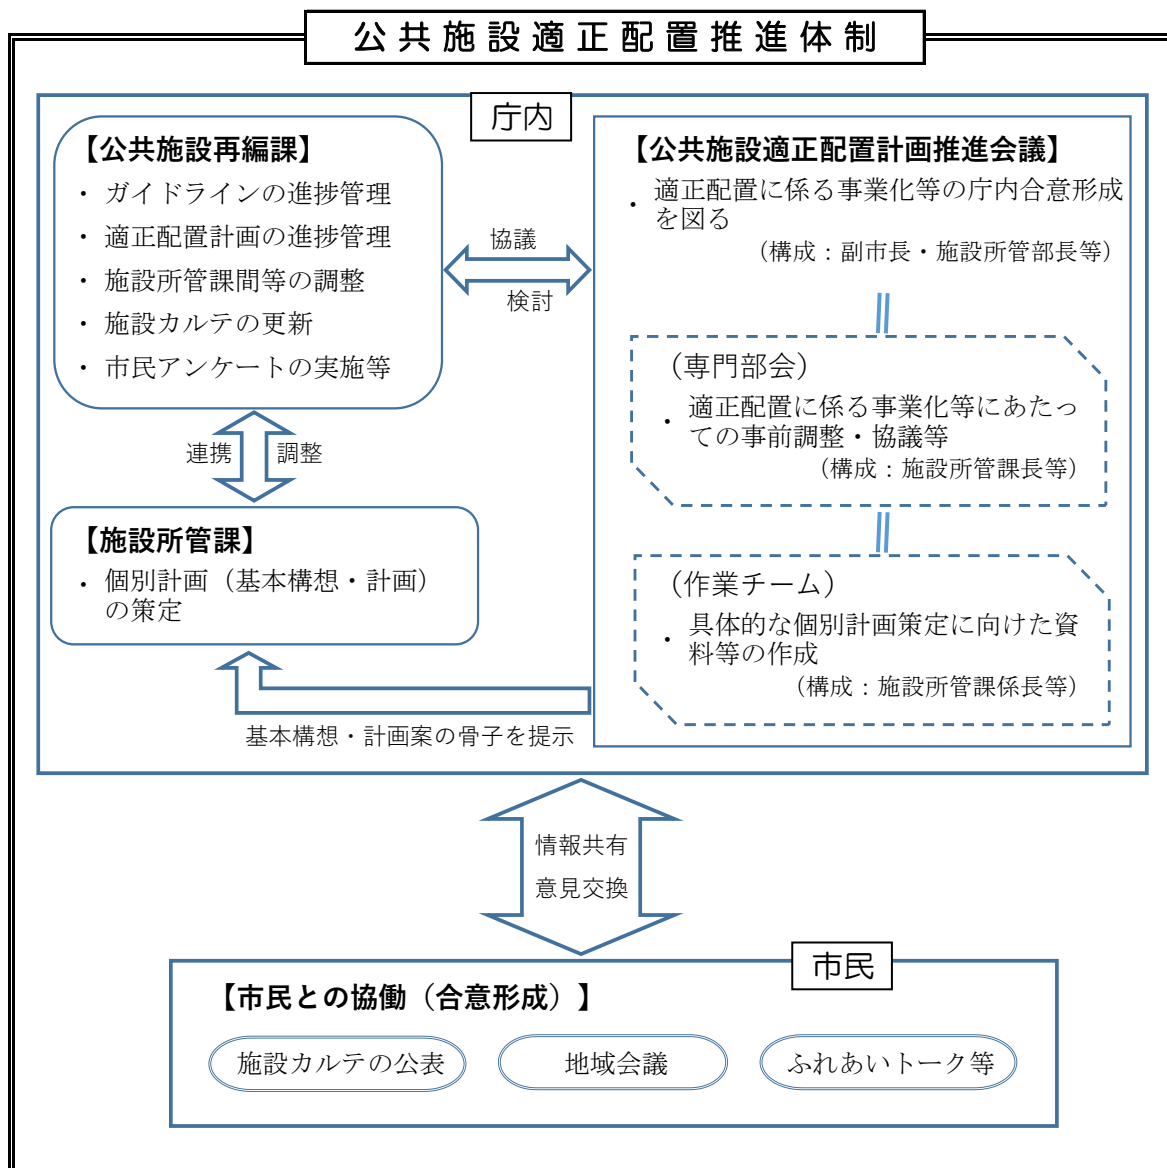 公共施設適正配置推進体制
庁内
【公共施設再編課】
・ ガイドラインの進捗管理
・ 適正配置計画の進捗管理
・ 施設所管課間等の調整
・ 施設カルテの更新
・ 市民アンケートの実施等
協議
検討
【公共施設適正配置計画推進会議】
・ 適正配置に係る事業化等の庁内合意形成
を図る
（構成：副市長・施設所管部長等）
（専門部会）
・ 適正配置に係る事業化等にあたっ
ての事前調整・協議等
（構成：施設所管課長等）
（作業チーム）
・ 具体的な個別計画策定に向けた資
料等の作成
（構成：施設所管課係長等）
連携 調整
【施設所管課】
・ 個別計画（基本構想・計画）
の策定
基本構想・計画案の骨子を提示
情報共有
意見交換
市民
【市民との協働（合意形成）】
施設カルテの公表 地域会議 ふれあいトーク等